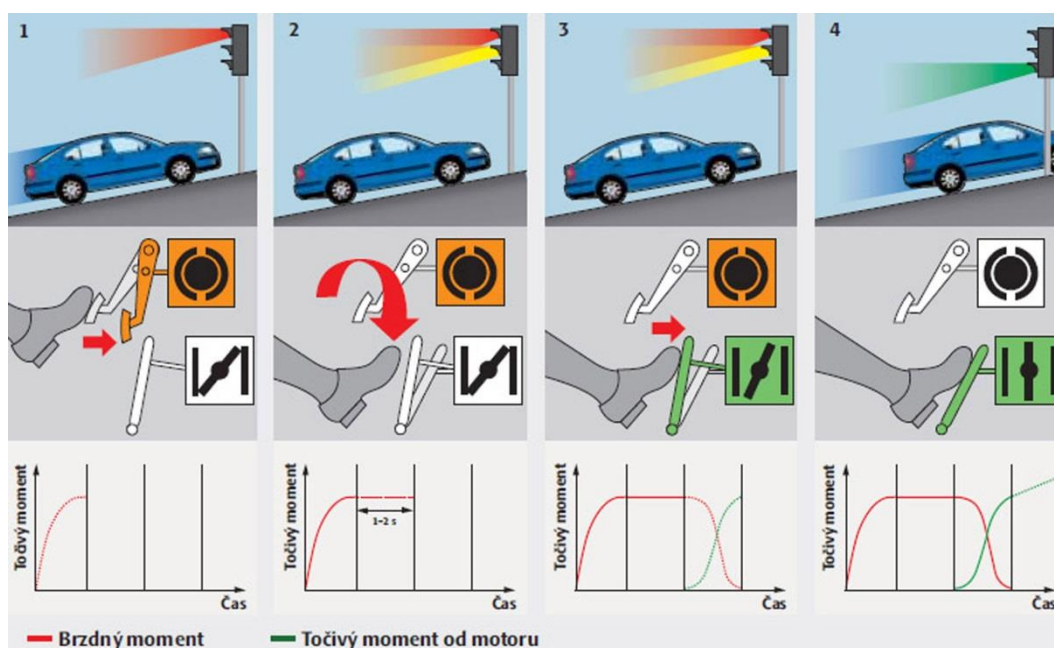 1
2
3
4
Točivý moment
Čas
Točivý moment
1-2 s
Čas
Točivý moment
Čas
Točivý moment
Čas
Brzdný moment
Točivý moment od motoru